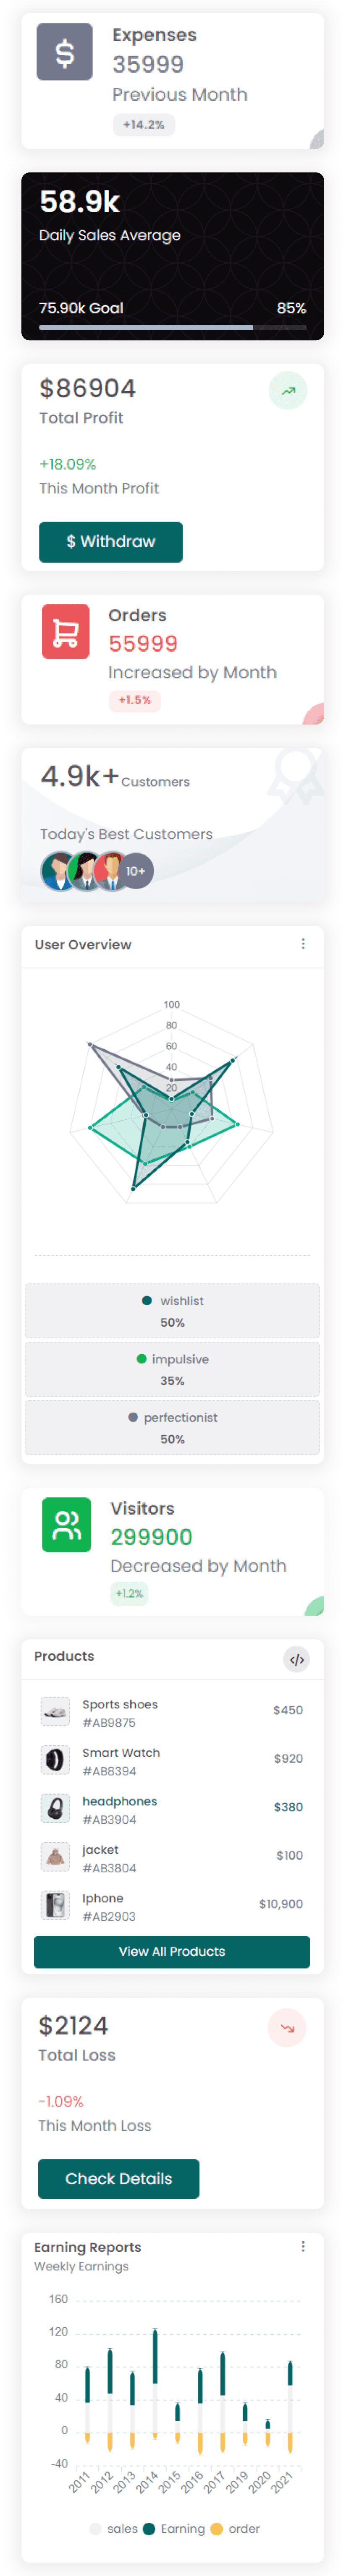 Expenses
35999
Previous Month
+14.2%
58.9k
Daily Sales Average
75.90k Goal 85%
$86904
Total Profit
+18.09%
This Month Profit
$ Withdraw
Orders
55999
Increased by Month
+1.5%
4.9k+ Customers
Today's Best Customers
10+
User Overview
100
80
60
40
20
wishlist
50%
impulsive
35%
perfectionist
50%
Visitors
299900
Decreased by Month
+1.2%
Products </>
Sports shoes
#AB9875
$450
Smart Watch
#AB8394
$920
headphones
#AB3904
$380
jacket
#AB3804
$100
Iphone
#AB2903
$10,900
View All Products
$2124
Total Loss
-1.09%
This Month Loss
Check Details
Earning Reports
Weekly Earnings
160
120
80
40
0
-40
2011 2012 2013 2014 2015 2016 2017 2019 2020 2021
sales Earning order